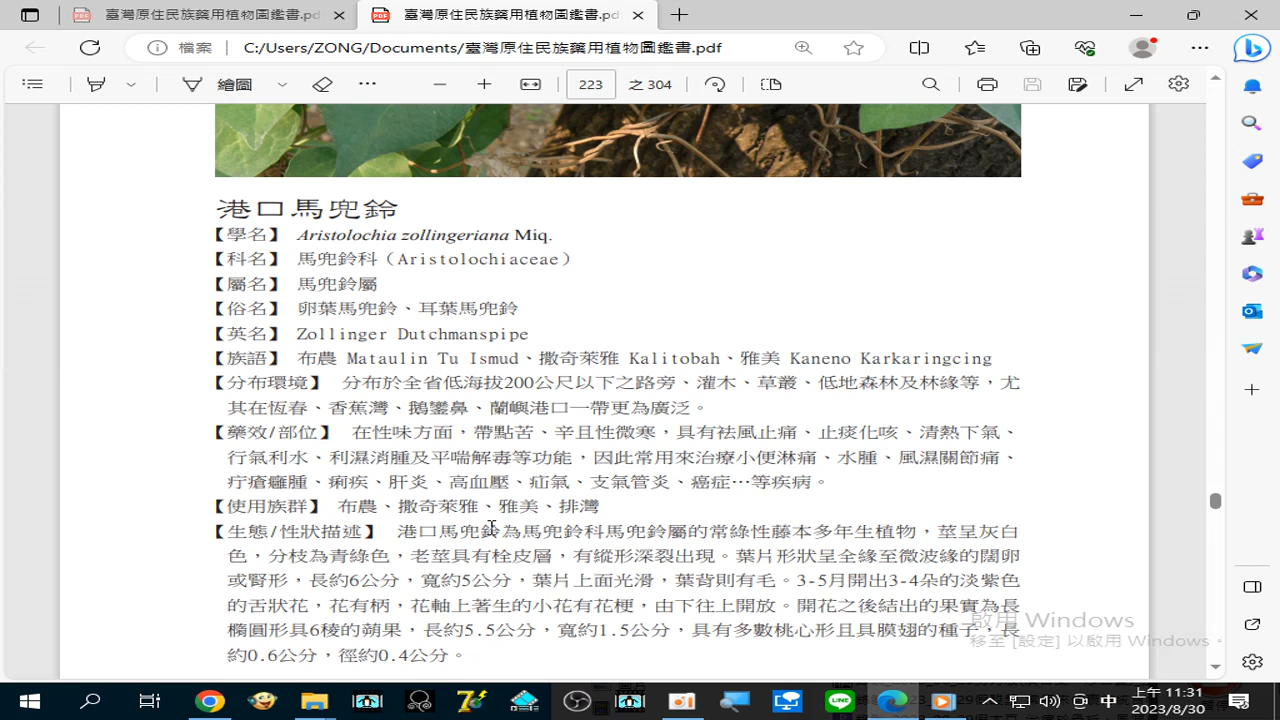 臺灣原住民族藥用植物圖鑑書.pd
臺灣原住民族藥用植物圖鑑書.pd
檔案
C:/Users/ZONG/Documents/臺灣原住民族藥用植物圖鑑書.pdf
繪圖
223
之 304
港口馬兜鈴
【學名】 Aristolochia zollingeriana Miq.
【科名】 馬兜鈴科（Aristolochiaceae）
【屬名】 馬兜鈴屬
【俗名】 卵葉馬兜鈴、耳葉馬兜鈴
【英名】 Zollinger Dutchmanspipe
【族語】 布農 Mataulin Tu Ismud、撒奇萊雅 Kalitobah、雅美 Kaneno Karkaringcing
【分布環境】 分布於全省低海拔200公尺以下之路旁、灌木、草叢、低地森林及林緣等，尤
其在恆春、香蕉灣、鵝鑾鼻、蘭嶼港口一帶更為廣泛。
【藥效/部位】 在性味方面，帶點苦、辛且性微寒，具有袪風止痛、止痰化咳、清熱下氣、
行氣利水、利濕消腫及平喘解毒等功能，因此常用來治療小便淋痛、水腫、風濕關節痛、
疔瘡癰腫、痢疾、肝炎、高血壓、疝氣、支氣管炎、癌症…等疾病。
【使用族群】 布農、撒奇萊雅、雅美、排灣
【生態/性狀描述】 港口馬兜鈴為馬兜鈴科馬兜鈴屬的常綠性藤本多年生植物，莖呈灰白
色，分枝為青綠色，老莖具有栓皮層，有縱形深裂出現。葉片形狀呈全緣至微波緣的闊卵
或腎形，長約6公分，寬約5公分，葉片上面光滑，葉背則有毛。3-5月開出3-4朵的淡紫色
的舌狀花，花有柄，花軸上著生的小花有花梗，由下往上開放。開花之後結出的果實為長
橢圓形具6稜的蒴果，長約5.5公分，寬約1.5公分，具有多數桃心形且具膜翅的種子，長
約0.6公分，徑約0.4公分。
啟用 Windows
移至 [設定] 以啟用 Windows。
中
上午 11:31
2023/8/30